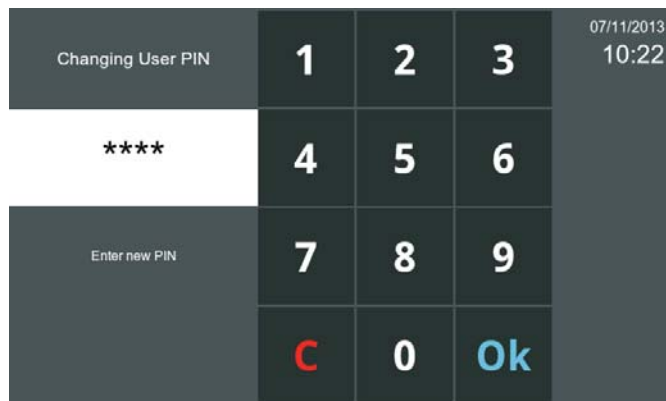 Changing User PIN
****
Enter new PIN
1 2 3
4 5 6
7 8 9
C 0 Ok
07/11/2013
10:22